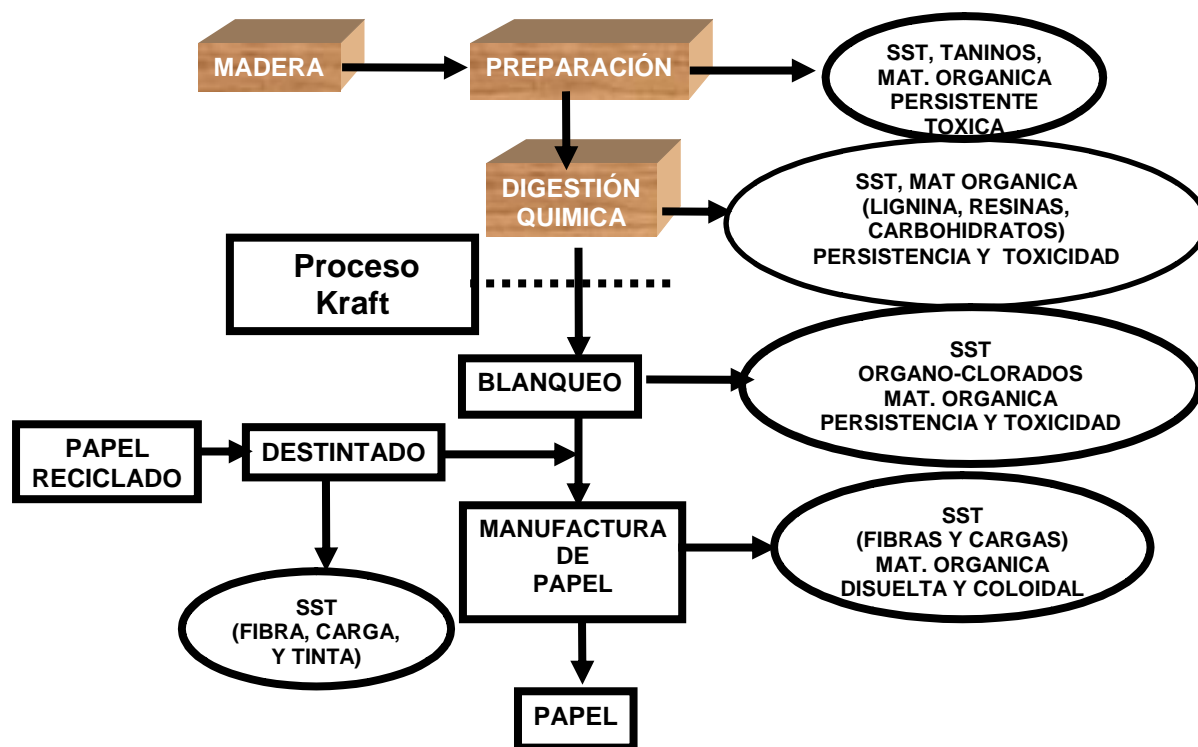 MADERA
PREPARACIÓN
SST, TANINOS,
MAT. ORGANICA
PERSISTENTE
TOXICA
DIGESTIÓN
QUIMICA
SST, MAT ORGANICA
(LIGNINA, RESINAS,
CARBOHIDRATOS)
PERSISTENCIA Y TOXICIDAD
Proceso
Kraft
BLANQUEO
SST
ORGANO-CLORADOS
MAT. ORGANICA
PERSISTENCIA Y TOXICIDAD
PAPEL
RECICLADO
DESTINTADO
MANUFACTURA
DE
PAPEL
SST
(FIBRAS Y CARGAS)
MAT. ORGANICA
DISUELTA Y COLOIDAL
SST
(FIBRA, CARGA,
Y TINTA)
PAPEL